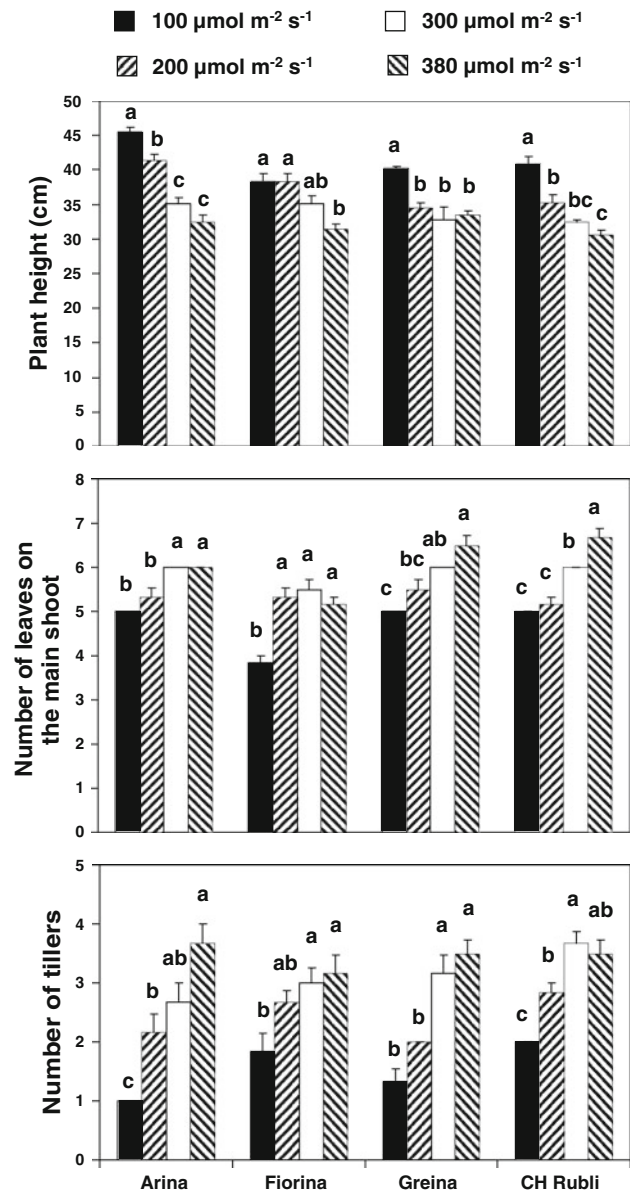 100 µmol m-2 s-1 300 µmol m-2 s-1
200 µmol m-2 s-1 380 µmol m-2 s-1
Plant height (cm)
50
45
40
35
30
25
20
15
10
5
0
a b c c a a ab b a b b b a b bc c
Number of leaves on
the main shoot
8
7
6
5
4
3
2
1
0
b b a a b a a a c bc ab a c c b a
Number of tillers
5
4
3
2
1
0
c b ab a b ab a a b b a a c b a ab
Arina Fiorina Greina CH Rubli